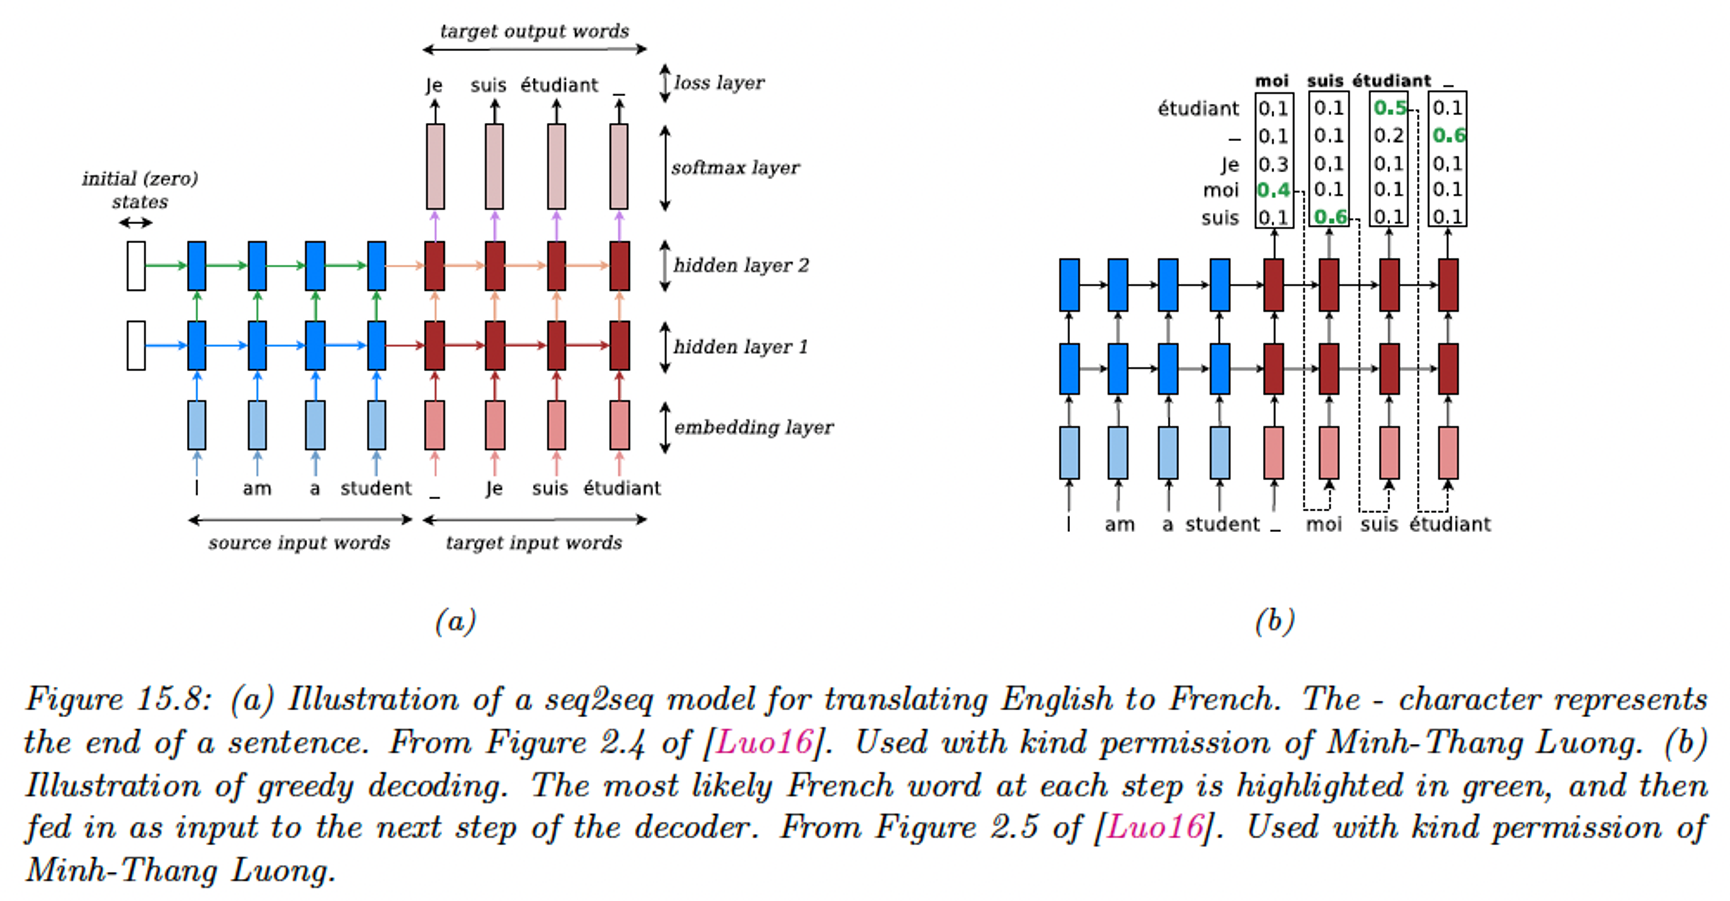 target output words
Je suis étudiant _
loss layer
softmax layer
initial (zero)
states
hidden layer 2
hidden layer 1
embedding layer
I am a student _ Je suis étudiant
source input words target input words
(a)
moi suis étudiant _
étudiant 0.1 0.1 0.5 0.1
_ 0.1 0.1 0.2 0.6
Je 0.3 0.1 0.1 0.1
moi 0.4 0.1 0.1 0.1
suis 0.1 0.6 0.1 0.1
I am a student _ moi suis étudiant
(b)
Figure 15.8: (a) Illustration of a seq2seq model for translating English to French. The - character represents
the end of a sentence. From Figure 2.4 of [Luo16]. Used with kind permission of Minh-Thang Luong. (b)
Illustration of greedy decoding. The most likely French word at each step is highlighted in green, and then
fed in as input to the next step of the decoder. From Figure 2.5 of [Luo16]. Used with kind permission of
Minh-Thang Luong.